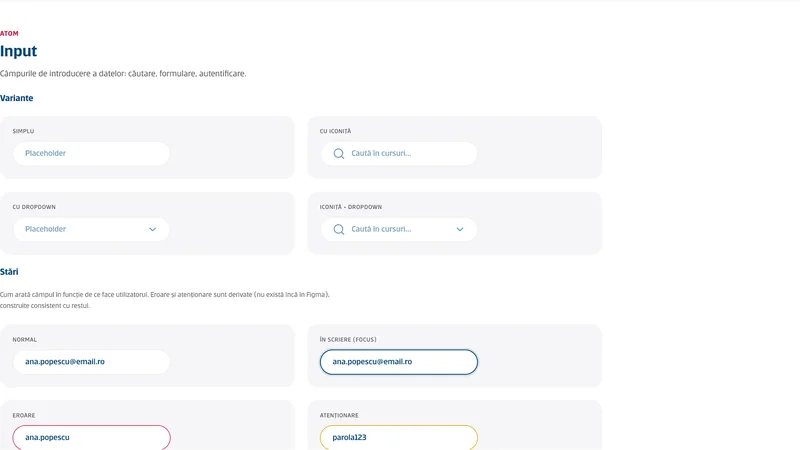 ATOM
Input
Câmpurile de introducere a datelor: căutare, formulare, autentificare.
Variante
SIMPLU
Placeholder
CU ICONIȚĂ
Caută în cursuri...
CU DROPDOWN
Placeholder
ICONIȚĂ + DROPDOWN
Caută în cursuri...
Stări
Cum arată câmpul în funcție de ce face utilizatorul. Eroare și atenționare sunt derivate (nu există încă în Figma),
construite consistent cu restul.
NORMAL
ana.popescu@email.ro
ÎN SCRIERE (FOCUS)
ana.popescu@email.ro
EROARE
ana.popescu
ATENȚIONARE
parola123